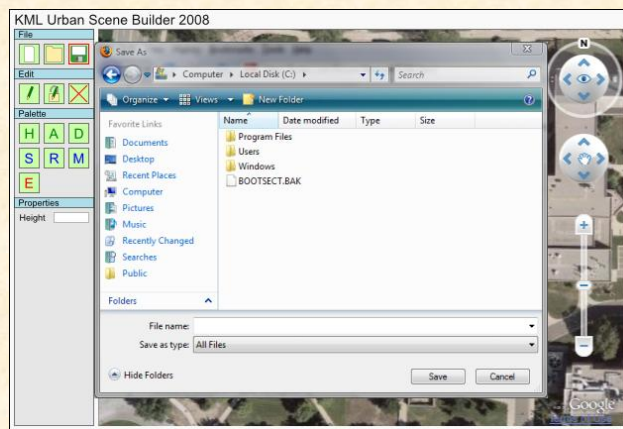 KML Urban Scene Builder 2008
File
Edit
Palette
H A D
S R M
E
Properties
Height
Save As
Computer Local Disk (C:)
Search
Organize Views New Folder
Favorite Links
Documents
Desktop
Recent Places
Computer
Pictures
Music
Recently Changed
Searches
Public
Folders
Name Date modified Type Size
Program Files
Users
Windows
BOOTSECT.BAK
File name:
Save as type: All Files
Hide Folders
Save Cancel
N
Google